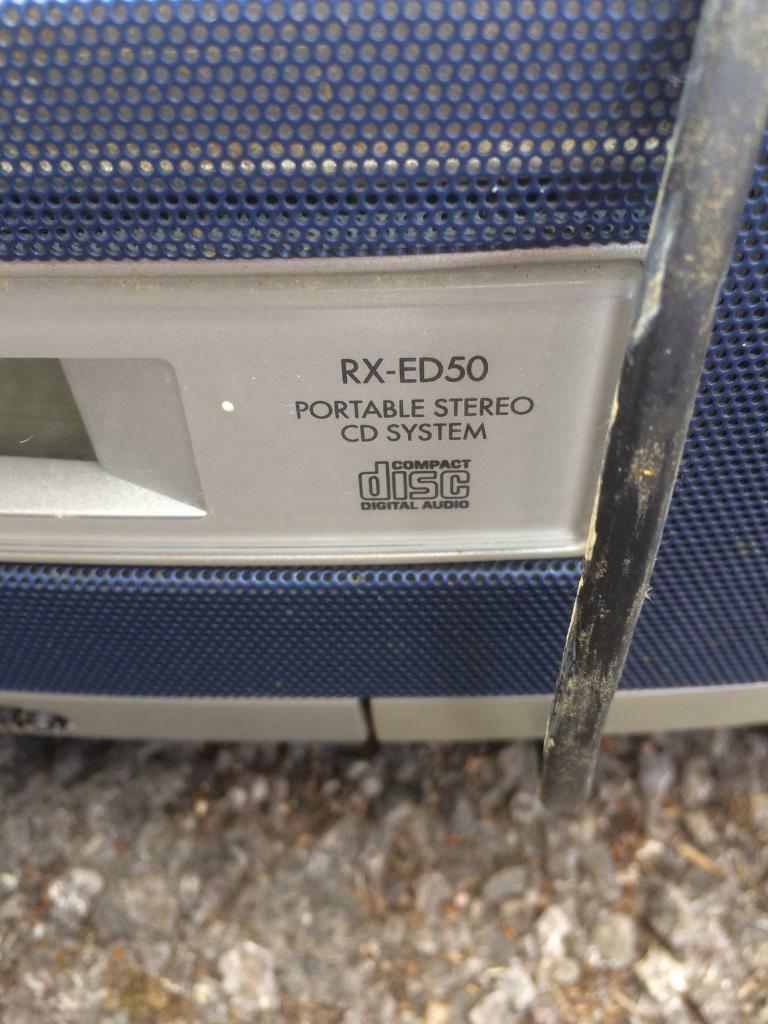 RX-ED50
PORTABLE STEREO
CD SYSTEM
COMPACT
disc
DIGITAL AUDIO